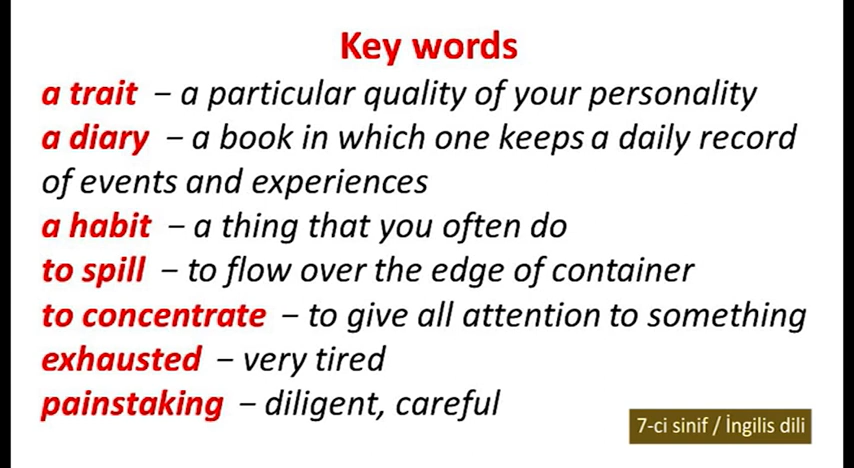 Key words
a trait – a particular quality of your personality
a diary – a book in which one keeps a daily record
of events and experiences
a habit – a thing that you often do
to spill – to flow over the edge of container
to concentrate – to give all attention to something
exhausted – very tired
painstaking – diligent, careful
7-ci sinif / İngilis dili